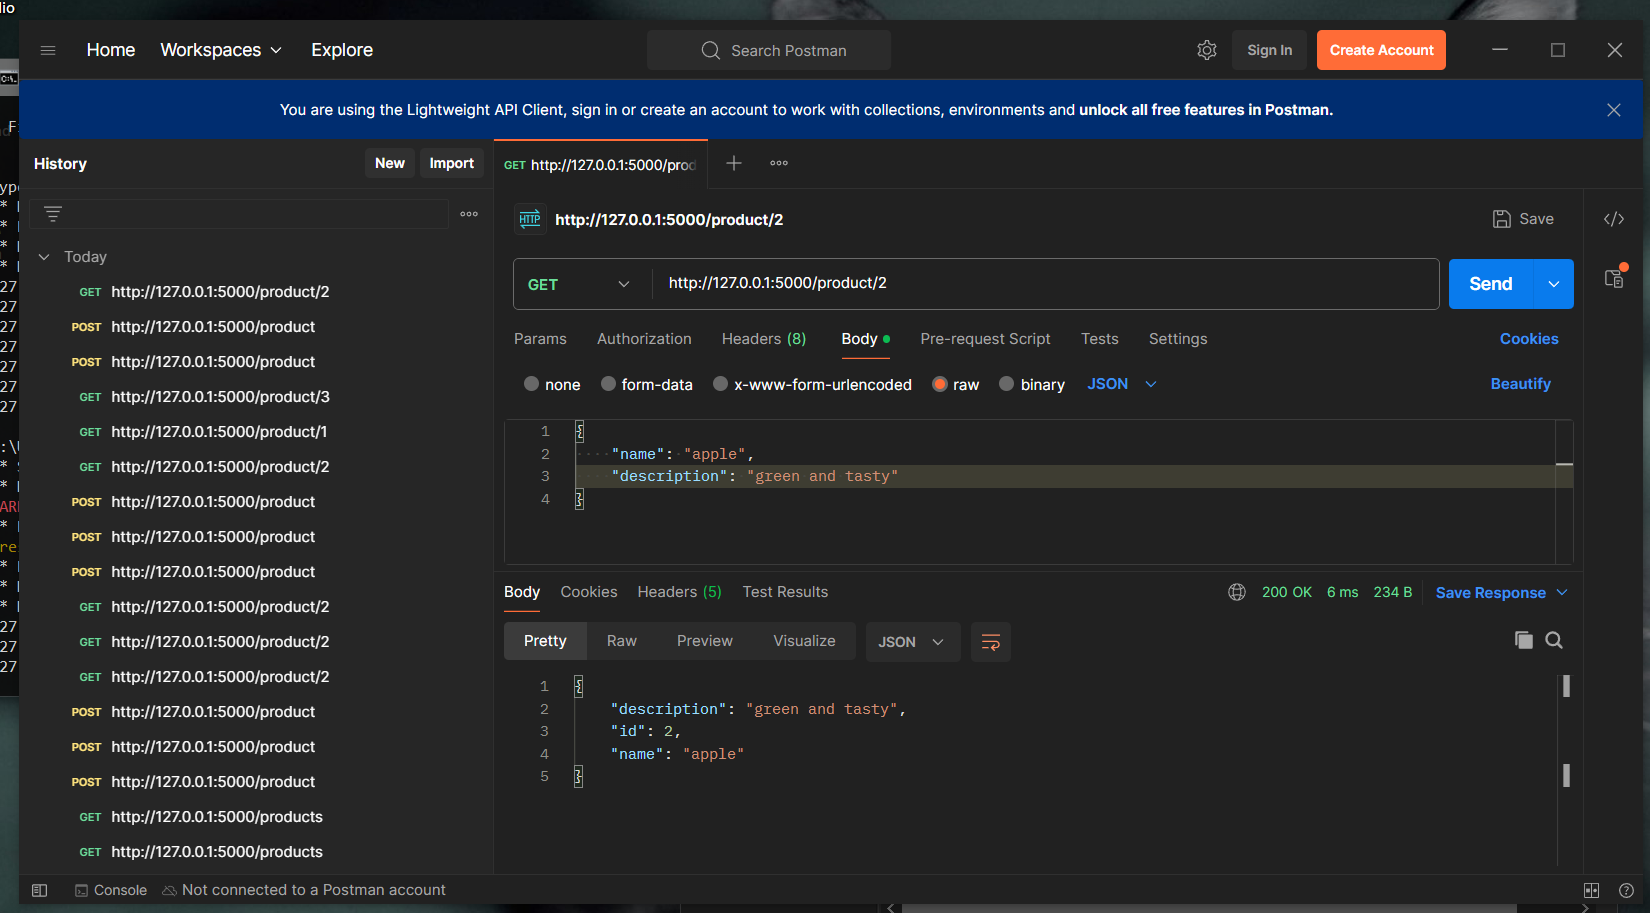 Home Workspaces Explore Search Postman Sign In Create Account
You are using the Lightweight API Client, sign in or create an account to work with collections, environments and unlock all free features in Postman.
History New Import
GET http://127.0.0.1:5000/prod
http://127.0.0.1:5000/product/2 Save
Today
GET http://127.0.0.1:5000/product/2
POST http://127.0.0.1:5000/product
POST http://127.0.0.1:5000/product
GET http://127.0.0.1:5000/product/3
GET http://127.0.0.1:5000/product/1
GET http://127.0.0.1:5000/product/2
POST http://127.0.0.1:5000/product
POST http://127.0.0.1:5000/product
POST http://127.0.0.1:5000/product
GET http://127.0.0.1:5000/product/2
GET http://127.0.0.1:5000/product/2
GET http://127.0.0.1:5000/product/2
POST http://127.0.0.1:5000/product
POST http://127.0.0.1:5000/product
POST http://127.0.0.1:5000/product
GET http://127.0.0.1:5000/products
GET http://127.0.0.1:5000/products
GET http://127.0.0.1:5000/product/2 Send
Params Authorization Headers (8) Body Pre-request Script Tests Settings Cookies
none form-data x-www-form-urlencoded raw binary JSON Beautify
1 {
2 "name": "apple",
3 "description": "green and tasty"
4 }
Body Cookies Headers (5) Test Results 200 OK 6 ms 234 B Save Response
Pretty Raw Preview Visualize JSON
1 {
2 "description": "green and tasty",
3 "id": 2,
4 "name": "apple"
5 }
Console Not connected to a Postman account